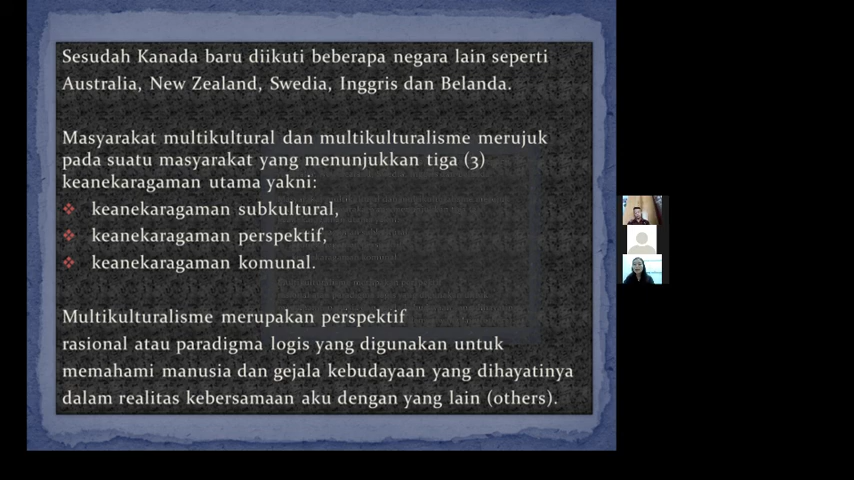 Sesudah Kanada baru diikuti beberapa negara lain seperti
Australia, New Zealand, Swedia, Inggris dan Belanda.
Masyarakat multikultural dan multikulturalisme merujuk
pada suatu masyarakat yang menunjukkan tiga (3)
keanekaragaman utama yakni:
❖ keanekaragaman subkultural,
❖ keanekaragaman perspektif,
❖ keanekaragaman komunal.
Multikulturalisme merupakan perspektif
rasional atau paradigma logis yang digunakan untuk
memahami manusia dan gejala kebudayaan yang dihayatinya
dalam realitas kebersamaan aku dengan yang lain (others).